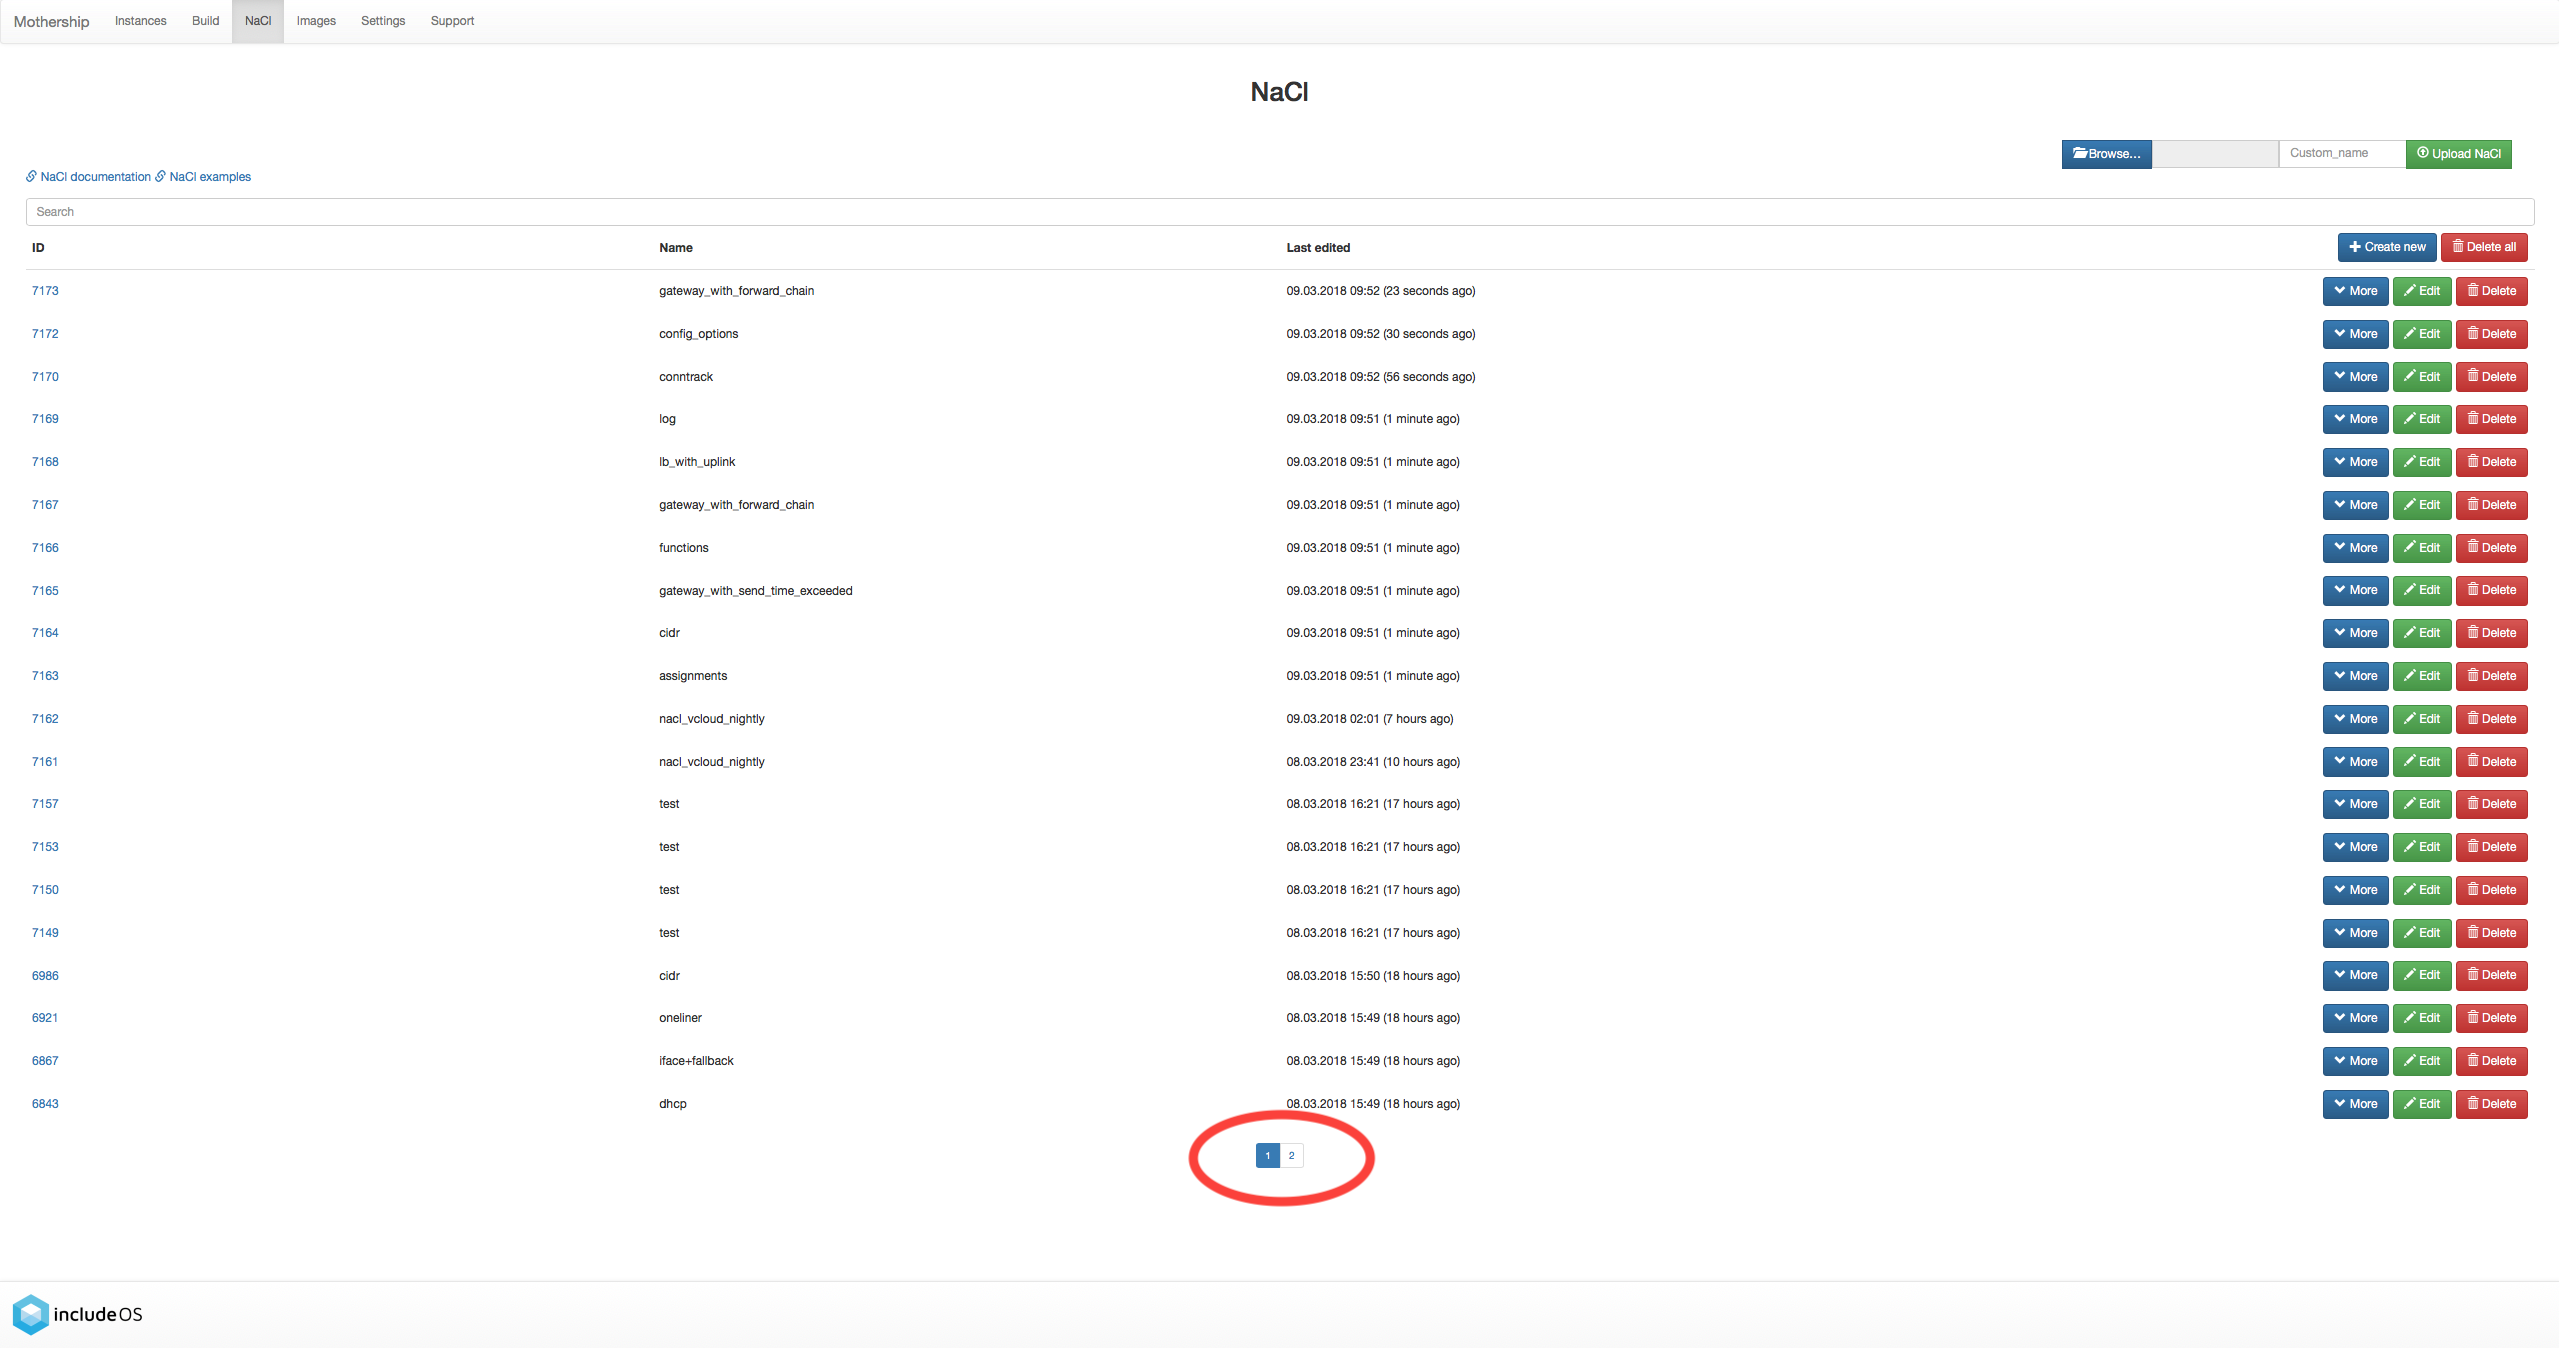 Mothership Instances Build NaCl Images Settings Support
NaCl
Browse... Custom_name Upload NaCl
NaCl documentation NaCl examples
Search
ID Name Last edited Create new Delete all
7173 gateway_with_forward_chain 09.03.2018 09:52 (23 seconds ago) More Edit Delete
7172 config_options 09.03.2018 09:52 (30 seconds ago) More Edit Delete
7170 conntrack 09.03.2018 09:52 (56 seconds ago) More Edit Delete
7169 log 09.03.2018 09:51 (1 minute ago) More Edit Delete
7168 lb_with_uplink 09.03.2018 09:51 (1 minute ago) More Edit Delete
7167 gateway_with_forward_chain 09.03.2018 09:51 (1 minute ago) More Edit Delete
7166 functions 09.03.2018 09:51 (1 minute ago) More Edit Delete
7165 gateway_with_send_time_exceeded 09.03.2018 09:51 (1 minute ago) More Edit Delete
7164 cidr 09.03.2018 09:51 (1 minute ago) More Edit Delete
7163 assignments 09.03.2018 09:51 (1 minute ago) More Edit Delete
7162 nacl_vcloud_nightly 09.03.2018 02:01 (7 hours ago) More Edit Delete
7161 nacl_vcloud_nightly 08.03.2018 23:41 (10 hours ago) More Edit Delete
7157 test 08.03.2018 16:21 (17 hours ago) More Edit Delete
7153 test 08.03.2018 16:21 (17 hours ago) More Edit Delete
7150 test 08.03.2018 16:21 (17 hours ago) More Edit Delete
7149 test 08.03.2018 16:21 (17 hours ago) More Edit Delete
6986 cidr 08.03.2018 15:50 (18 hours ago) More Edit Delete
6921 oneliner 08.03.2018 15:49 (18 hours ago) More Edit Delete
6867 iface+fallback 08.03.2018 15:49 (18 hours ago) More Edit Delete
6843 dhcp 08.03.2018 15:49 (18 hours ago) More Edit Delete
1 2
includeOS